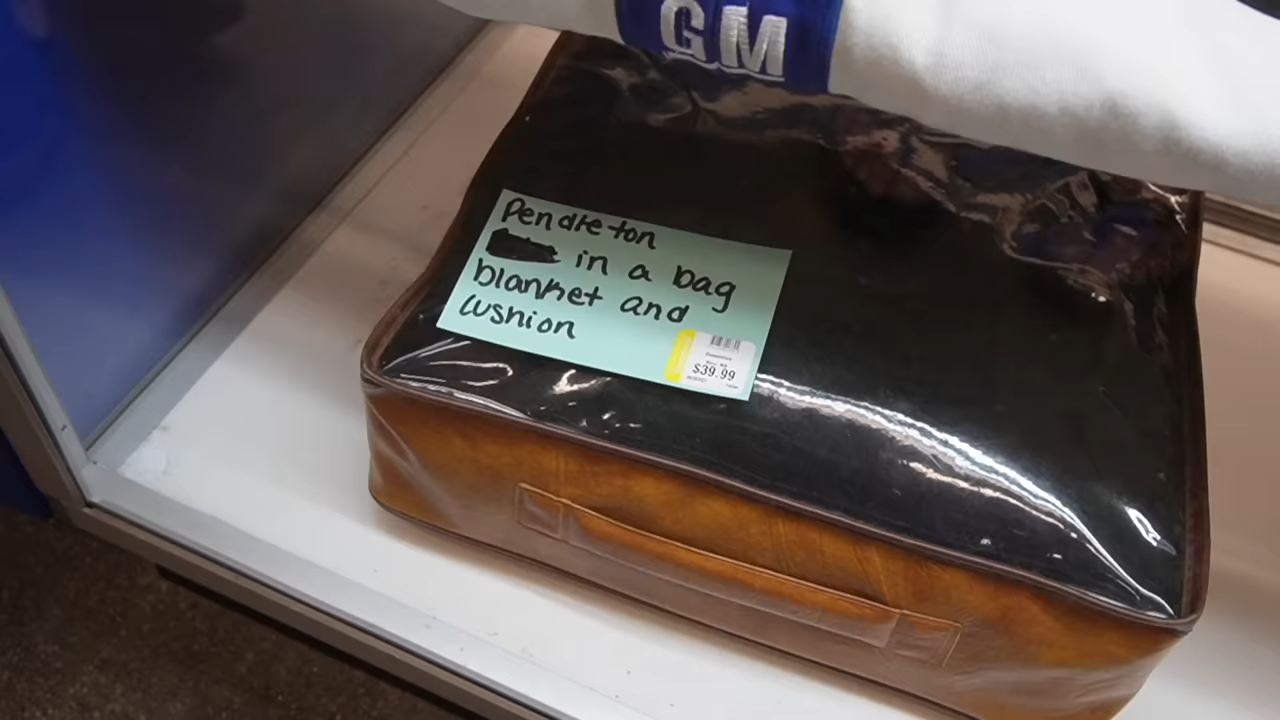 GM
Pendleton
in a bag
blanket and
cushion
$39.99